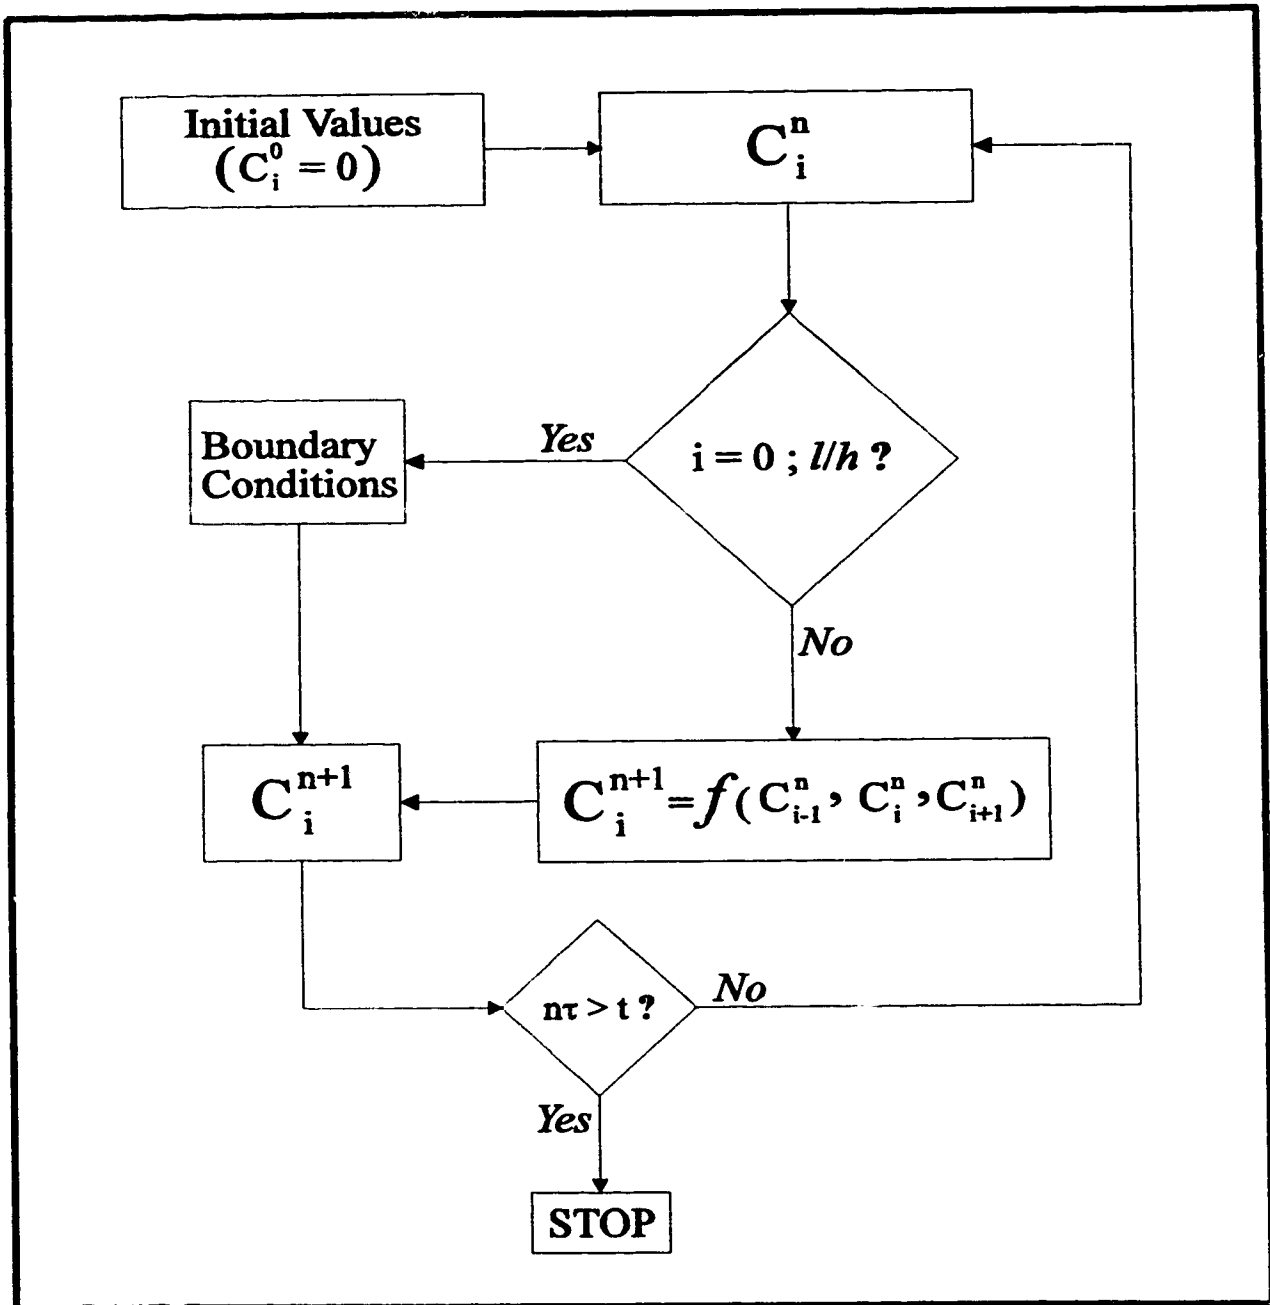 Initial Values
(C_i^0 = 0)
C_i^n
i = 0 ; l/h ?
Yes
Boundary
Conditions
No
C_i^{n+1}
C_i^{n+1} = f(C_{i-1}^n, C_i^n, C_{i+1}^n)
nτ > t ?
No
Yes
STOP